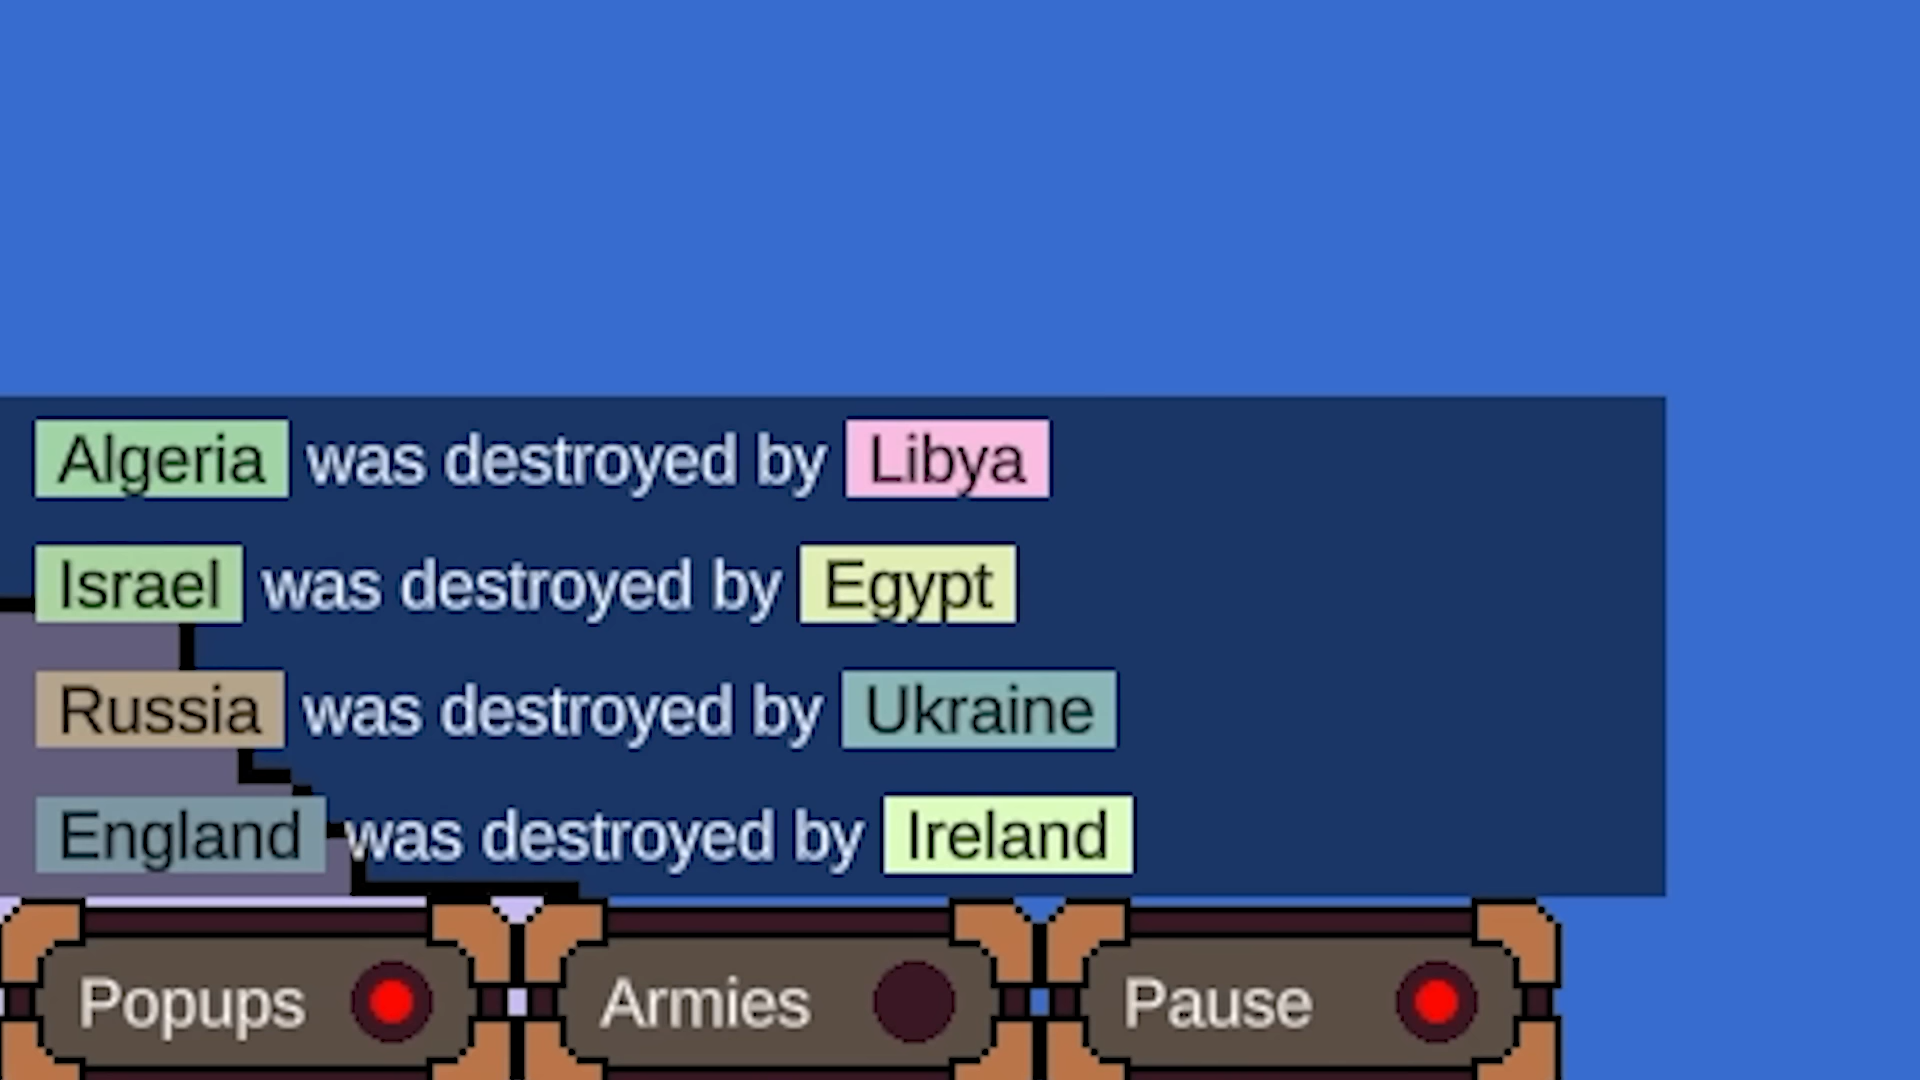 Algeria was destroyed by Libya
Israel was destroyed by Egypt
Russia was destroyed by Ukraine
England was destroyed by Ireland
Popups Armies Pause